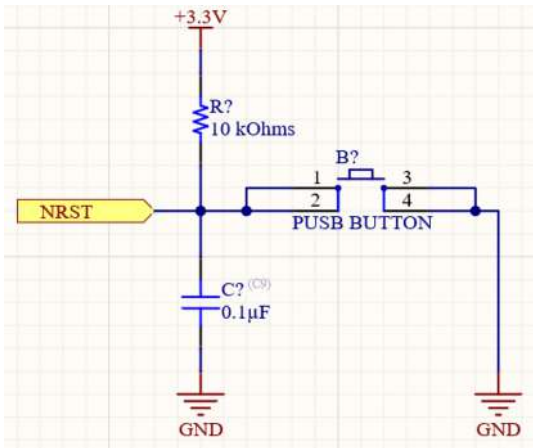 +3.3V
R?
10 kOhms
B?
1
3
NRST
2
4
PUSB BUTTON
C? (C9)
0.1µF
GND
GND